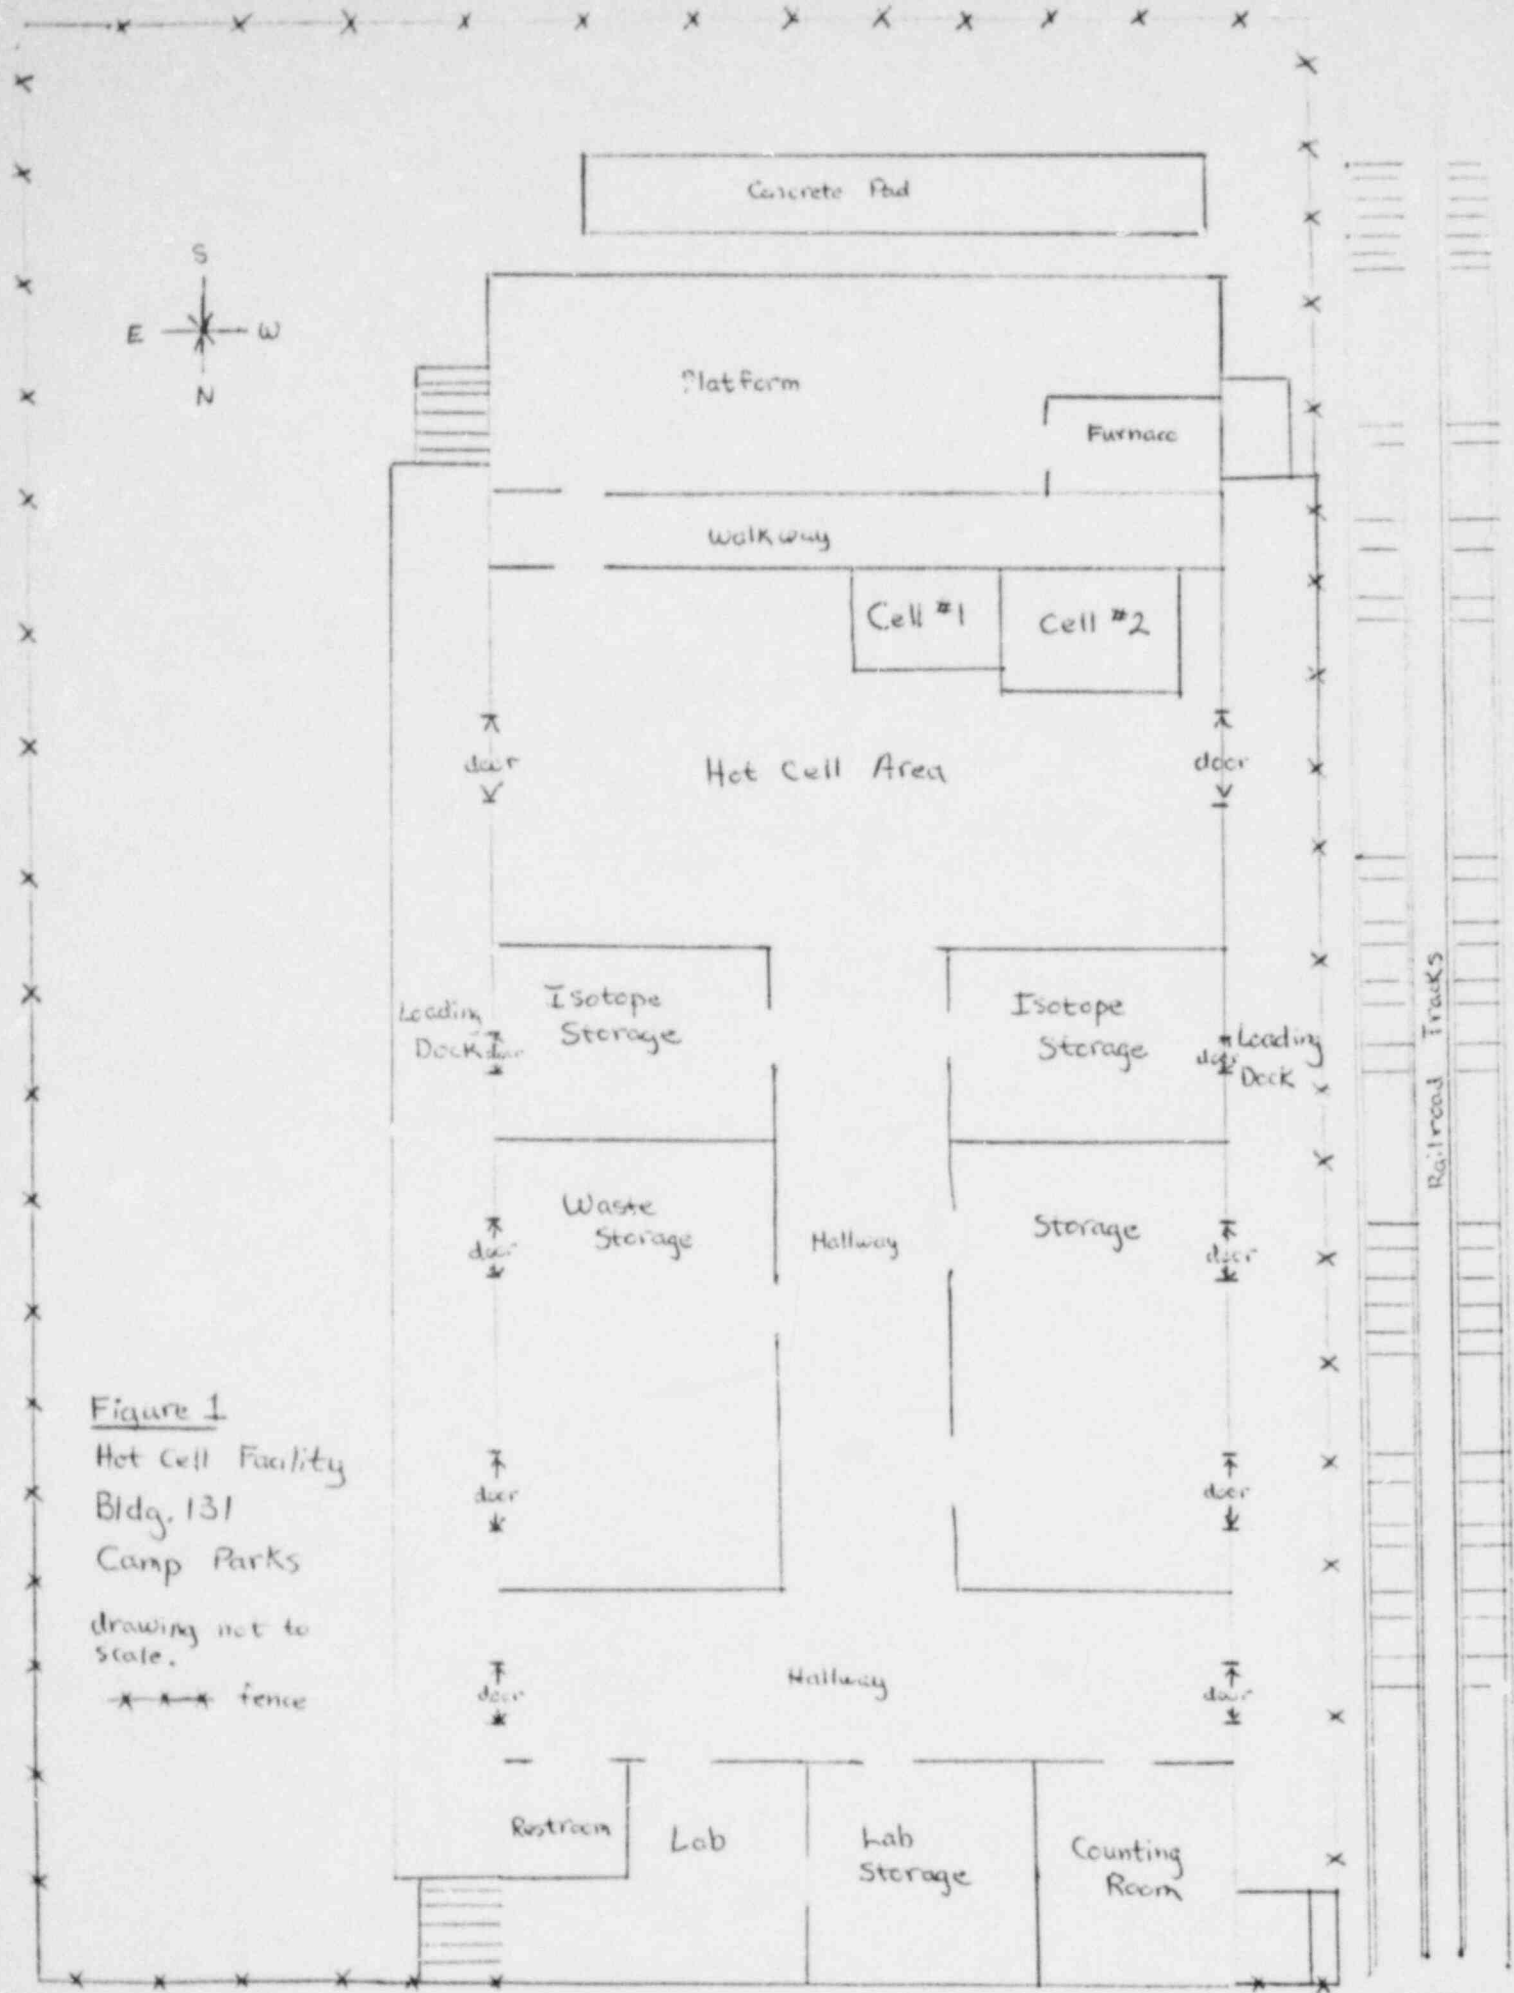 Concrete Pad
S
E W
N
Platform
Furnace
Walkway
Cell #1
Cell #2
door
Hot Cell Area
door
Isotope
Storage
Isotope
Storage
Loading
Dock
door
door
Loading
Dock
Railroad Tracks
Waste
Storage
Hallway
Storage
door
door
Figure 1
Hot Cell Facility
Bldg. 131
Camp Parks
drawing not to
scale.
x x x fence
door
door
Hallway
door
door
Restroom
Lab
Lab
Storage
Counting
Room